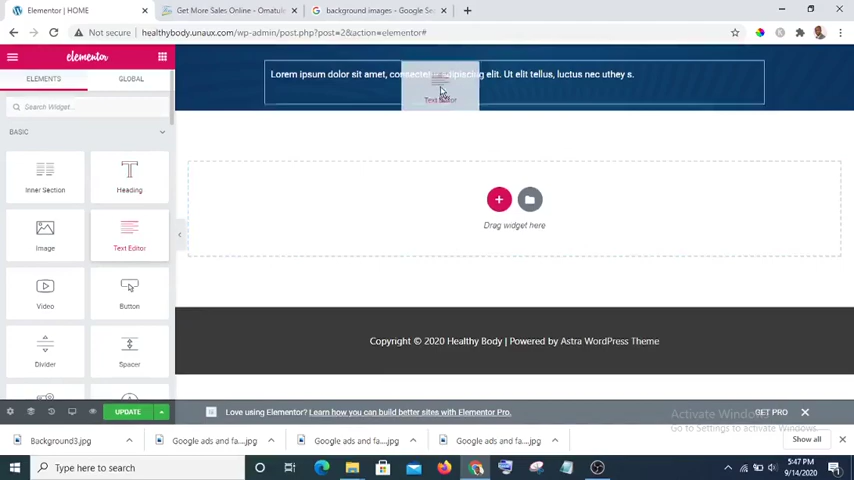 Elementor | HOME
Get More Sales Online - Omatul
background images - Google Se
Not secure | healthybody.unaux.com/wp-admin/post.php?post=2&action=elementor#
elementor
ELEMENTS
GLOBAL
Search Widget...
BASIC
Inner Section
Heading
Image
Text Editor
Video
Button
Divider
Spacer
Lorem ipsum dolor sit amet, consectetur adipiscing elit. Ut elit tellus, luctus nec uthey s.
Text Editor
Drag widget here
Copyright © 2020 Healthy Body | Powered by Astra WordPress Theme
UPDATE
Love using Elementor? Learn how you can build better sites with Elementor Pro.
GET PRO
Activate Windows
Go to Settings to activate Windows.
Background3.jpg
Google ads and fa....jpg
Google ads and fa....jpg
Google ads and fa....jpg
Show all
Type here to search
5:47 PM
9/14/2020